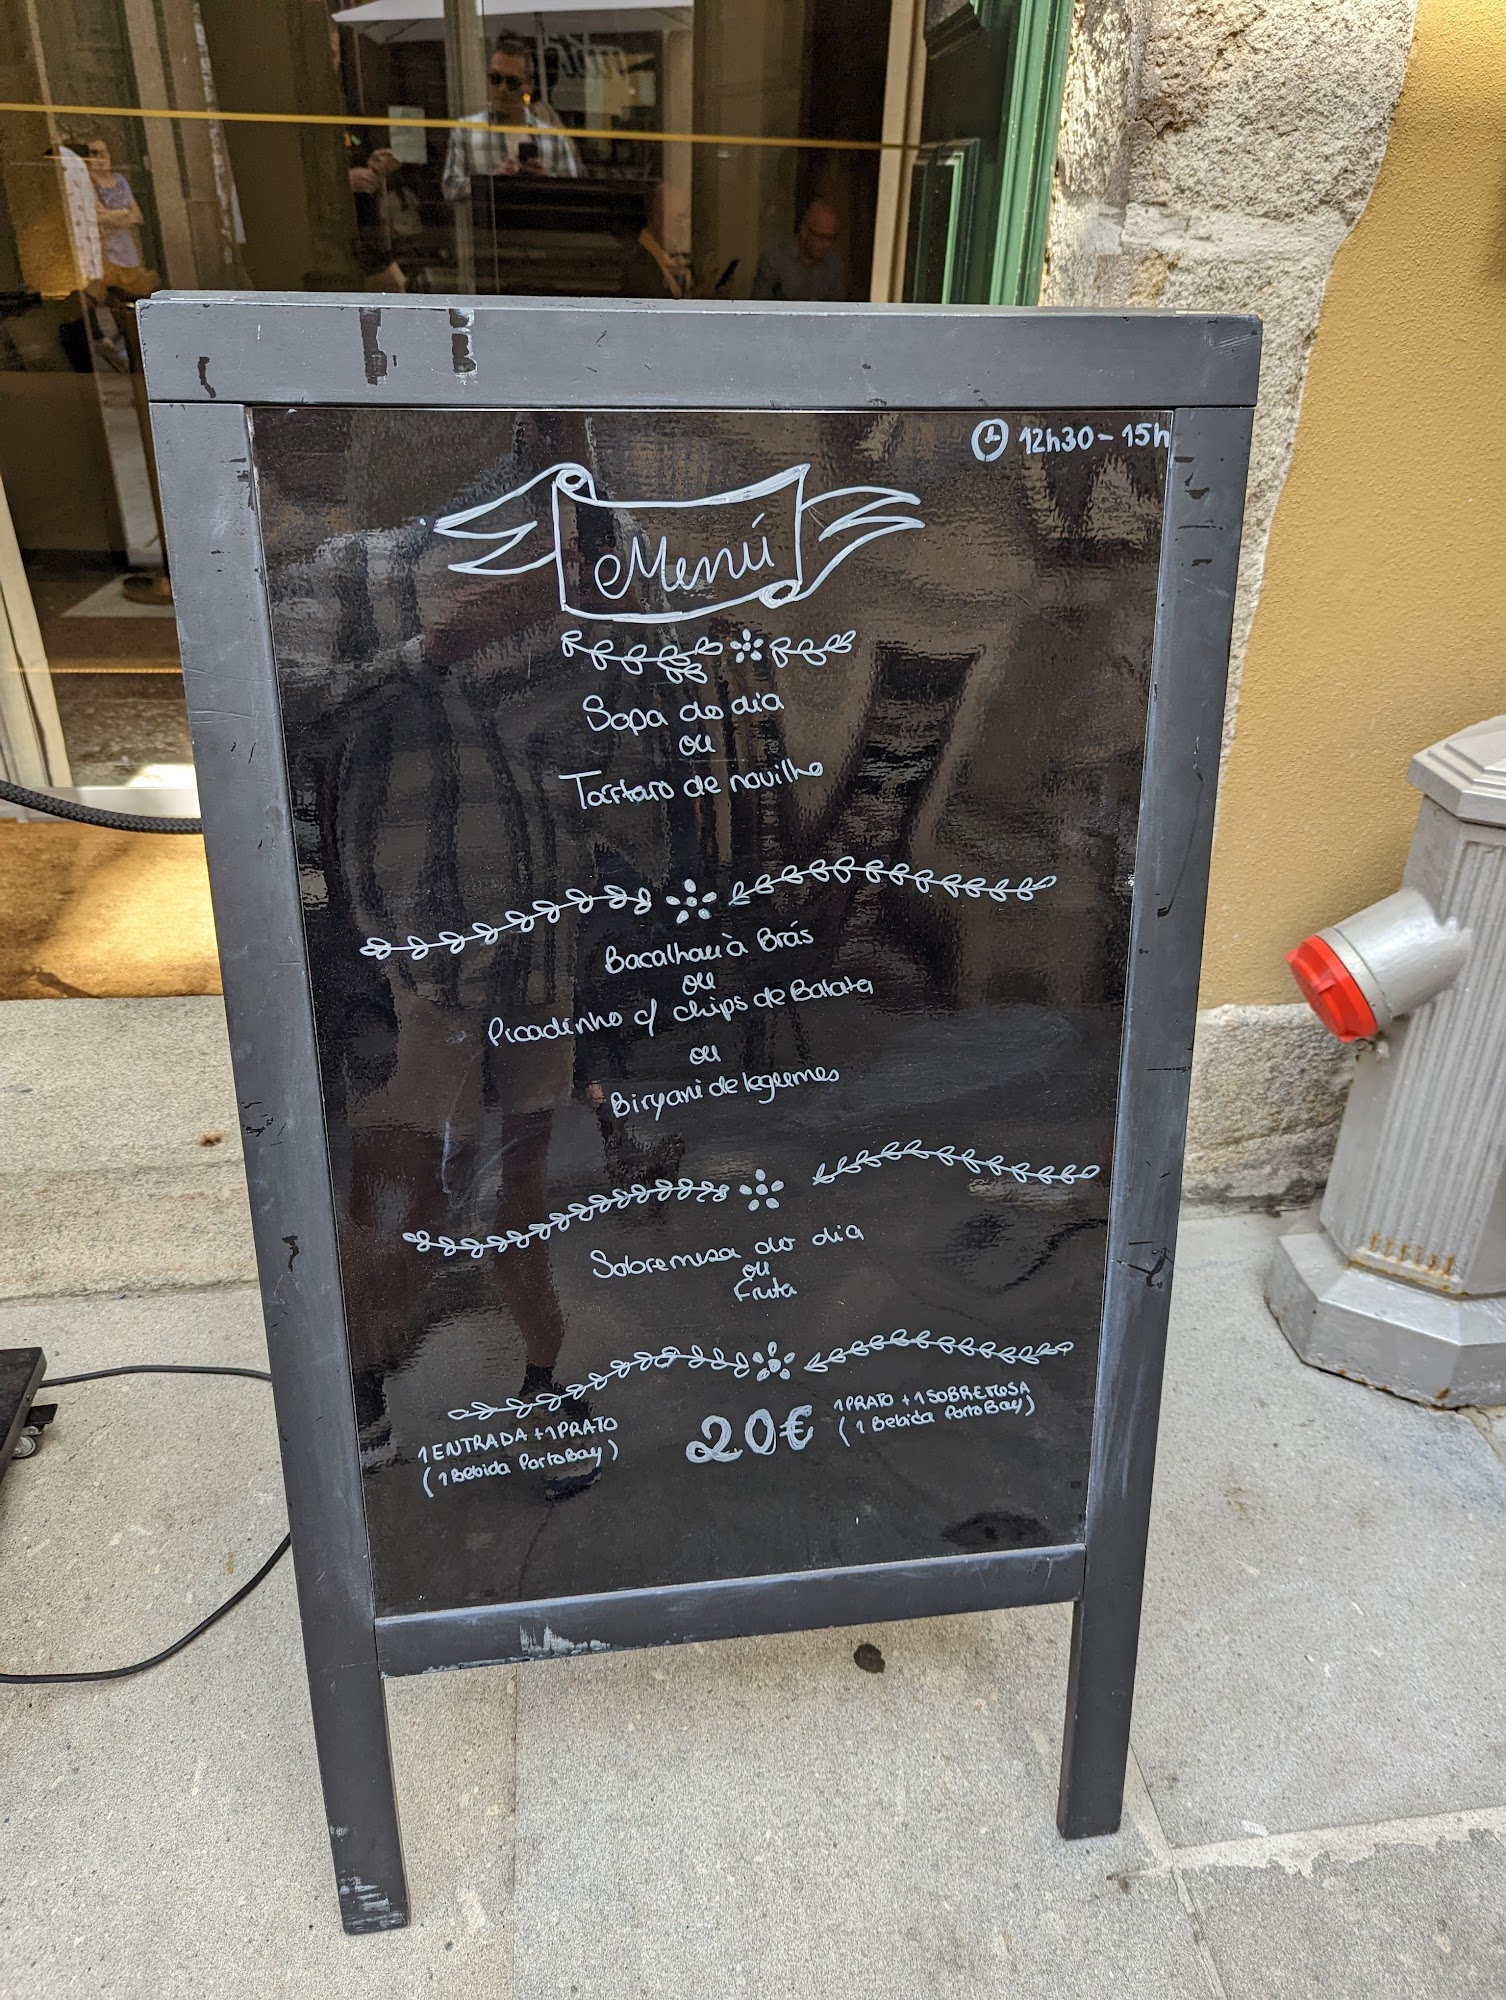 12h30 - 15h
Menú
Sopa do dia
ou
Tártaro de novilho
Bacalhau à Brás
ou
Picadinho c/ chips de Batata
ou
Biryani de legumes
Sobremesa do dia
ou
Fruta
1 ENTRADA + 1 PRATO
(1 Bebida PortoBay)
20€
1 PRATO + 1 SOBREMESA
(1 Bebida PortoBay)